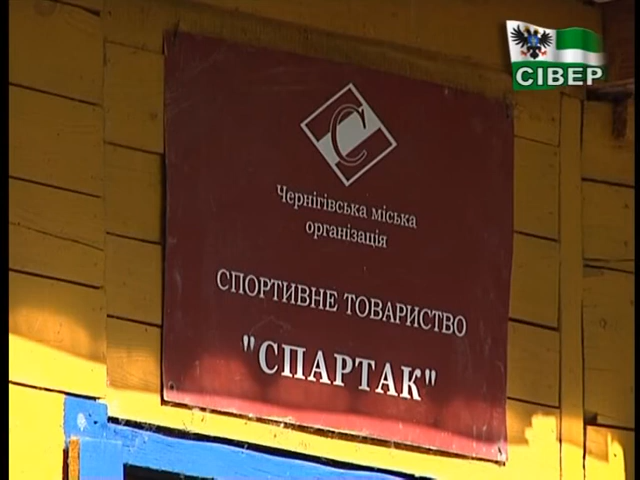 СІВЕР
С
Чернігівська міська
організація
СПОРТИВНЕ ТОВАРИСТВО
"СПАРТАК"